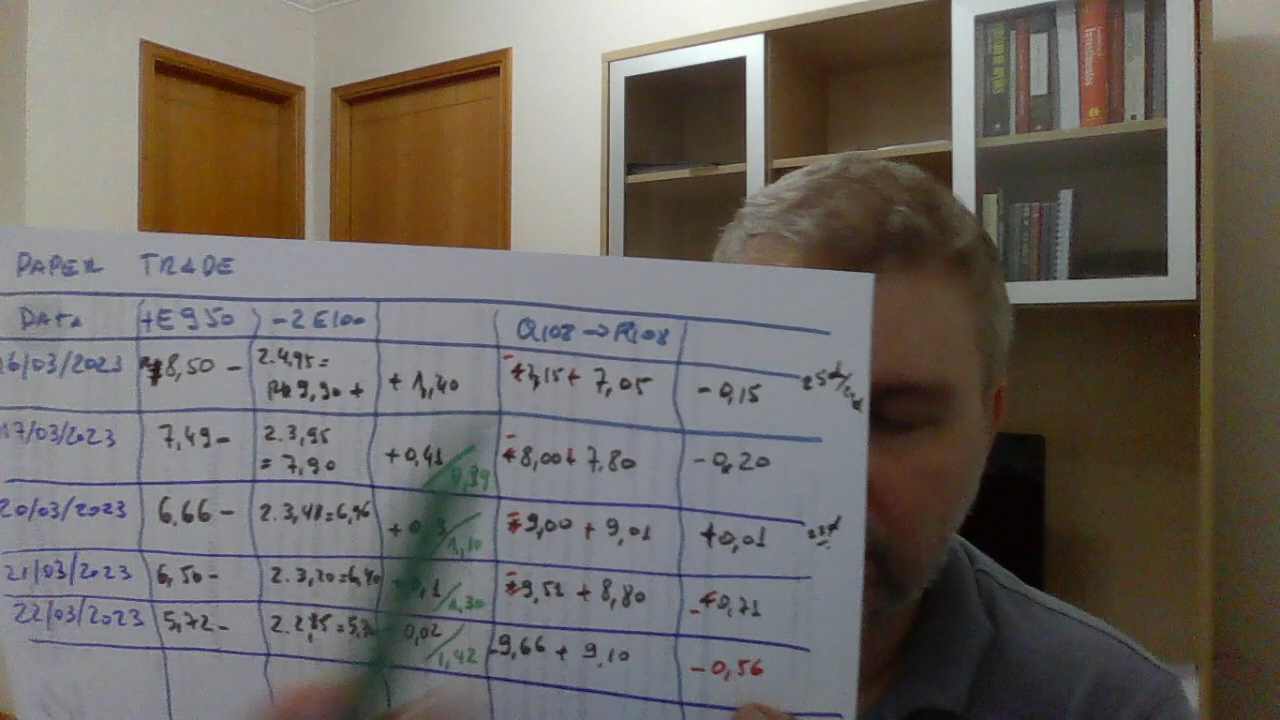 PAPER TRADE
DATA +E950 -2E100 Q108→R108
16/03/2023 8,50 - 2.4,95= + 1,40 7,15+ 7,05 - 0,15
R$ 9,90 +
17/03/2023 7,49- 2.3,95 +0,41 8,00+ 7,80 - 0,20
= 7,90 0,89
20/03/2023 6,66 - 2.3,48=6,96 9,00 + 9,01 +0,01
1,10
21/03/2023 6,50- 2.3,20=6,40 0,1 9,51 + 8,80 -0,71
1,30
22/03/2023 5,72- 0,02 -9,66 + 9,10 - 0,56
1,42